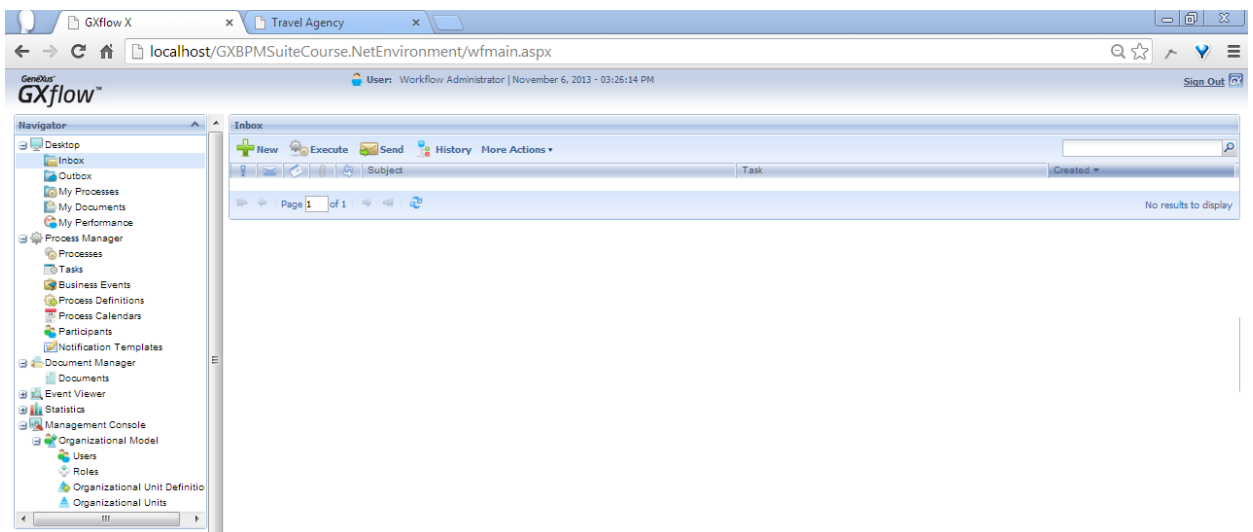 GXflow X
Travel Agency
localhost/GXBPMSuiteCourse.NetEnvironment/wfmain.aspx
GeneXus
GXflow™
User: Workflow Administrator | November 6, 2013 - 03:26:14 PM
Sign Out
Navigator
Desktop
Inbox
Outbox
My Processes
My Documents
My Performance
Process Manager
Processes
Tasks
Business Events
Process Definitions
Process Calendars
Participants
Notification Templates
Document Manager
Documents
Event Viewer
Statistics
Management Console
Organizational Model
Users
Roles
Organizational Unit Definitio
Organizational Units
Inbox
New Execute Send History More Actions
Subject Task Created
Page 1 of 1
No results to display